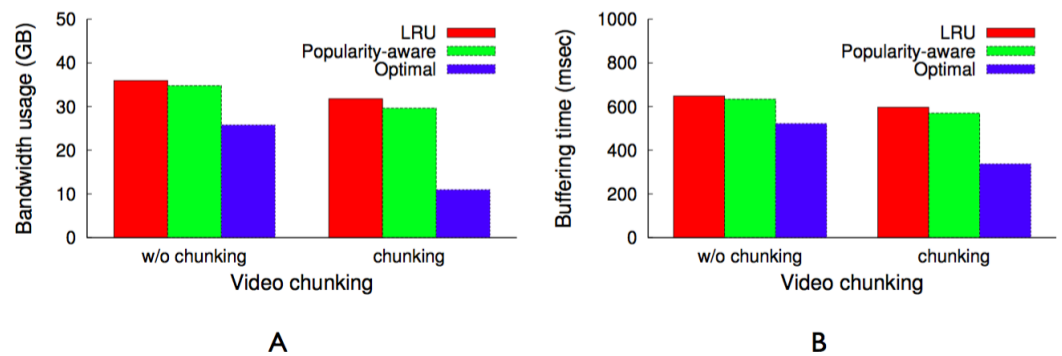 50
40
30
20
10
0
Bandwidth usage (GB)
LRU
Popularity-aware
Optimal
w/o chunking
chunking
Video chunking
A
1000
800
600
400
200
0
Buffering time (msec)
LRU
Popularity-aware
Optimal
w/o chunking
chunking
Video chunking
B